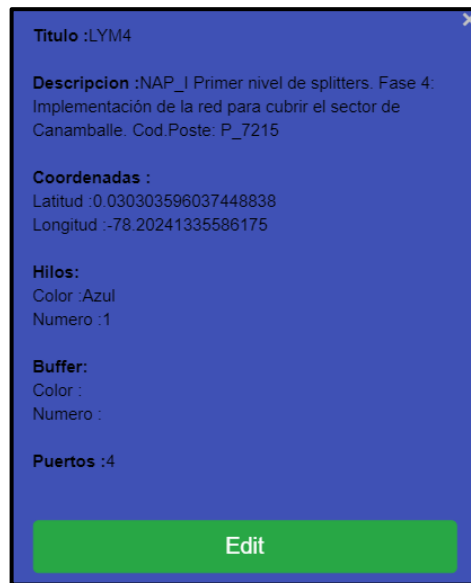 ×
Titulo :LYM4
Descripcion :NAP_I Primer nivel de splitters. Fase 4:
Implementación de la red para cubrir el sector de
Canamballe. Cod.Poste: P_7215
Coordenadas :
Latitud :0.030303596037448838
Longitud :-78.20241335586175
Hilos:
Color :Azul
Numero :1
Buffer:
Color :
Numero :
Puertos :4
Edit